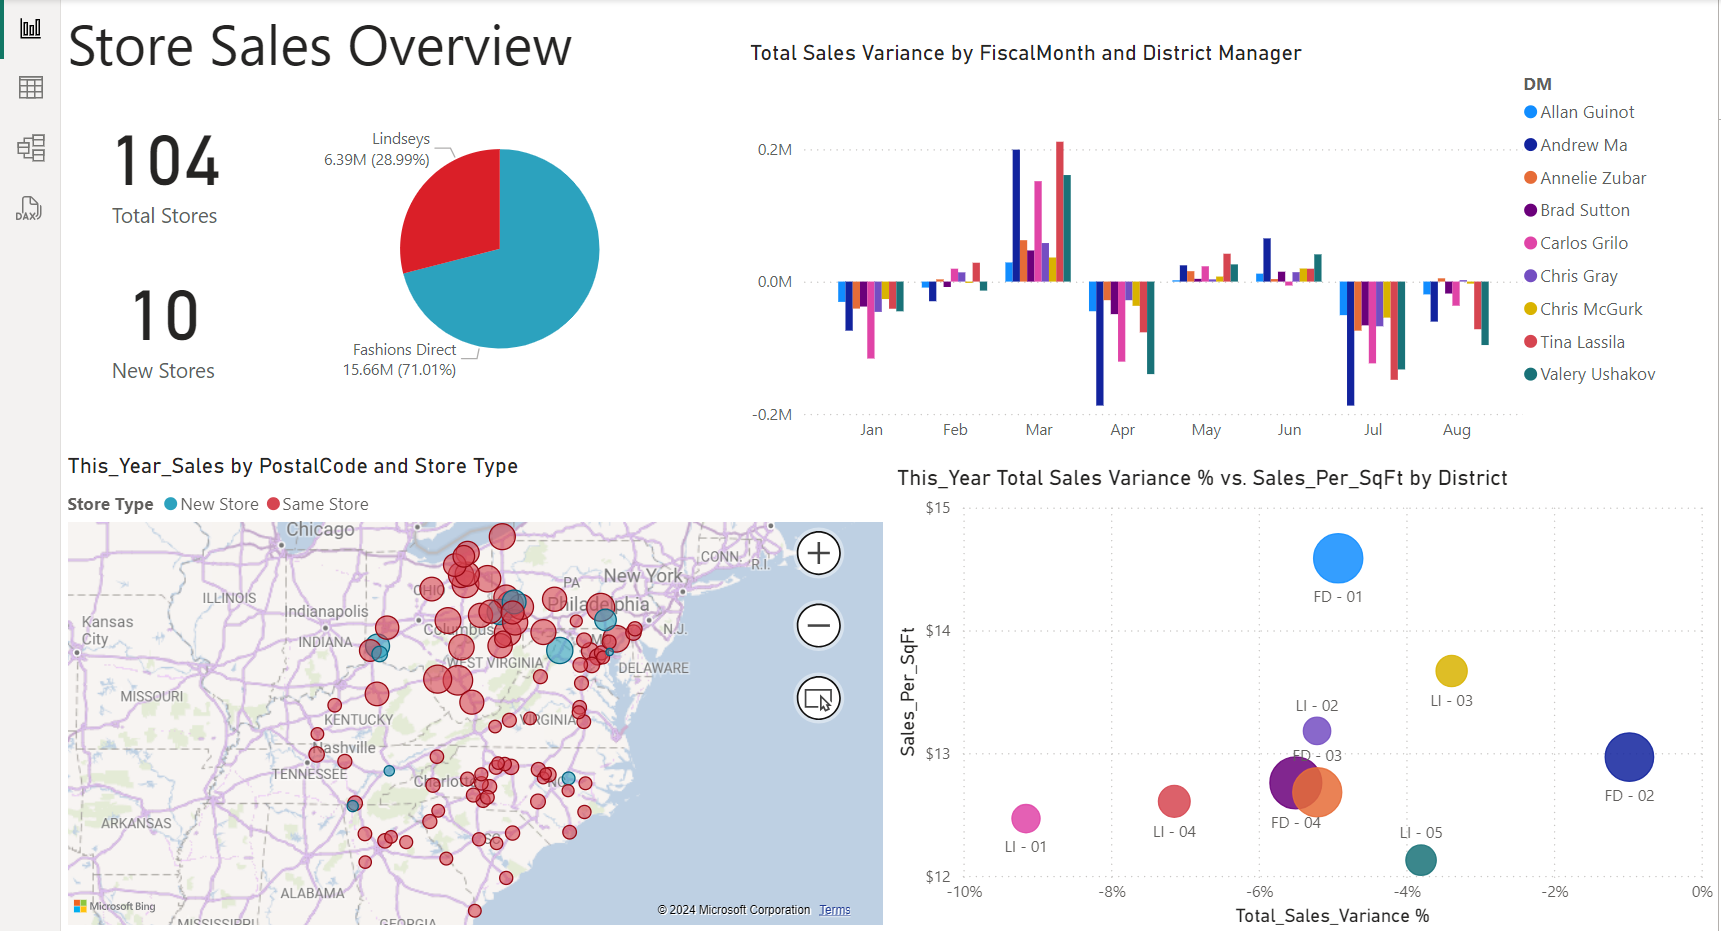 Store Sales Overview
104
Total Stores
10
New Stores
Lindseys
6.39M (28.99%)
Fashions Direct
15.66M (71.01%)
Total Sales Variance by FiscalMonth and District Manager
0.2M
0.0M
-0.2M
Jan Feb Mar Apr May Jun Jul Aug
DM
Allan Guinot
Andrew Ma
Annelie Zubar
Brad Sutton
Carlos Grilo
Chris Gray
Chris McGurk
Tina Lassila
Valery Ushakov
DAX
This_Year_Sales by PostalCode and Store Type
Store Type New Store Same Store
Chicago
CONN.
R.I.
PA
New York
ILLINOIS
Indianapolis
Philadelphia
Kansas
City
INDIANA
Columbus
N.J.
WEST VIRGINIA
DELAWARE
MISSOURI
KENTUCKY
VIRGINIA
Nashville
TENNESSEE
ARKANSAS
ALABAMA
GEORGIA
MISSISSIPPI
Microsoft Bing
© 2024 Microsoft Corporation Terms
This_Year Total Sales Variance % vs. Sales_Per_SqFt by District
Sales_Per_SqFt
$15
$14
$13
$12
FD - 01
LI - 03
LI - 02
FD - 03
FD - 02
FD - 04
LI - 04
LI - 05
LI - 01
-10% -8% -6% -4% -2% 0%
Total_Sales_Variance %